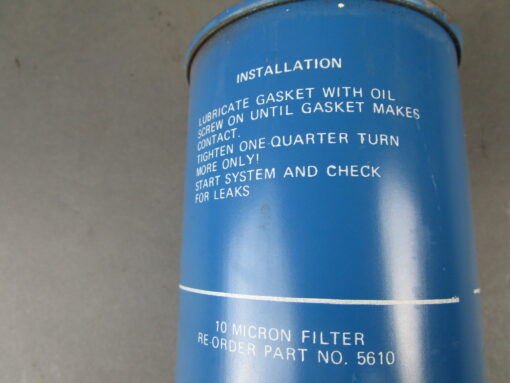 INSTALLATION
LUBRICATE GASKET WITH OIL
SCREW ON UNTIL GASKET MAKES
CONTACT.
TIGHTEN ONE-QUARTER TURN
MORE ONLY!
START SYSTEM AND CHECK
FOR LEAKS
10 MICRON FILTER
RE-ORDER PART NO. 5610